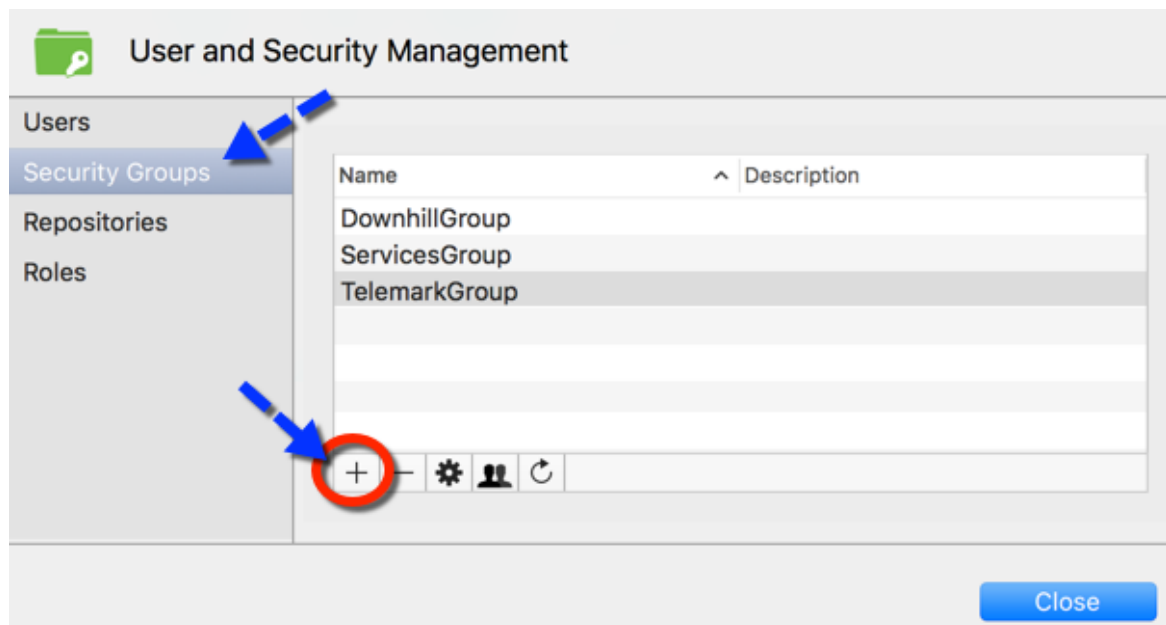 User and Security Management
Users
Security Groups
Repositories
Roles
Name Description
DownhillGroup
ServicesGroup
TelemarkGroup
Close